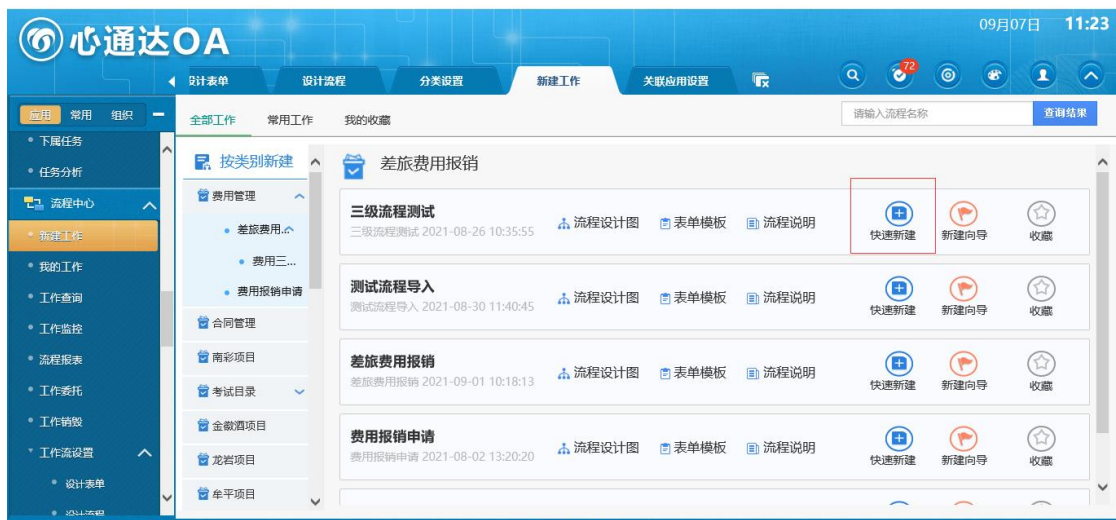 心通达OA
09月07日 11:23
设计表单 设计流程 分类设置 新建工作 关联应用设置
72
应用 常用 组织
全部工作 常用工作 我的收藏
请输入流程名称 查询结果
下属任务
任务分析
流程中心
新建工作
我的工作
工作查询
工作监控
流程报表
工作委托
工作销毁
工作流设置
设计表单
设计流程
按类别新建
费用管理
差旅费用..
费用三...
费用报销申请
合同管理
南彩项目
考试目录
金徽酒项目
龙岩项目
牟平项目
差旅费用报销
三级流程测试
三级流程测试 2021-08-26 10:35:55
流程设计图 表单模板 流程说明 快速新建 新建向导 收藏
测试流程导入
测试流程导入 2021-08-30 11:40:45
流程设计图 表单模板 流程说明 快速新建 新建向导 收藏
差旅费用报销
差旅费用报销 2021-09-01 10:18:13
流程设计图 表单模板 流程说明 快速新建 新建向导 收藏
费用报销申请
费用报销申请 2021-08-02 13:20:20
流程设计图 表单模板 流程说明 快速新建 新建向导 收藏